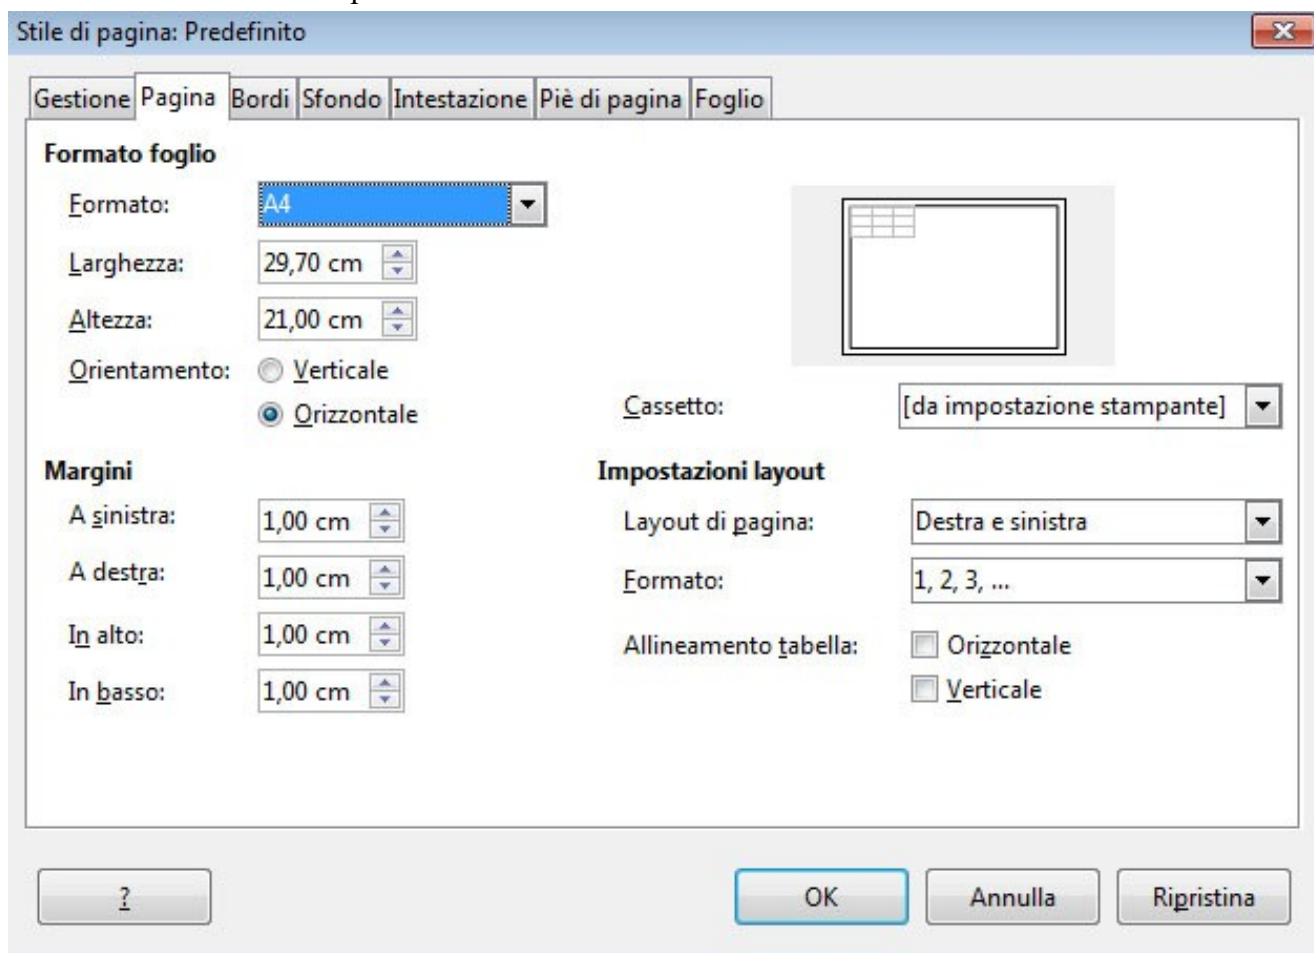 Stile di pagina: Predefinito
Gestione Pagina Bordi Sfondo Intestazione Piè di pagina Foglio
Formato foglio
Formato: A4
Larghezza: 29,70 cm
Altezza: 21,00 cm
Orientamento: Verticale
Orizzontale
Cassetto: [da impostazione stampante]
Margini
A sinistra: 1,00 cm
A destra: 1,00 cm
In alto: 1,00 cm
In basso: 1,00 cm
Impostazioni layout
Layout di pagina: Destra e sinistra
Formato: 1, 2, 3, ...
Allineamento tabella: Orizzontale
Verticale
? OK Annulla Ripristina